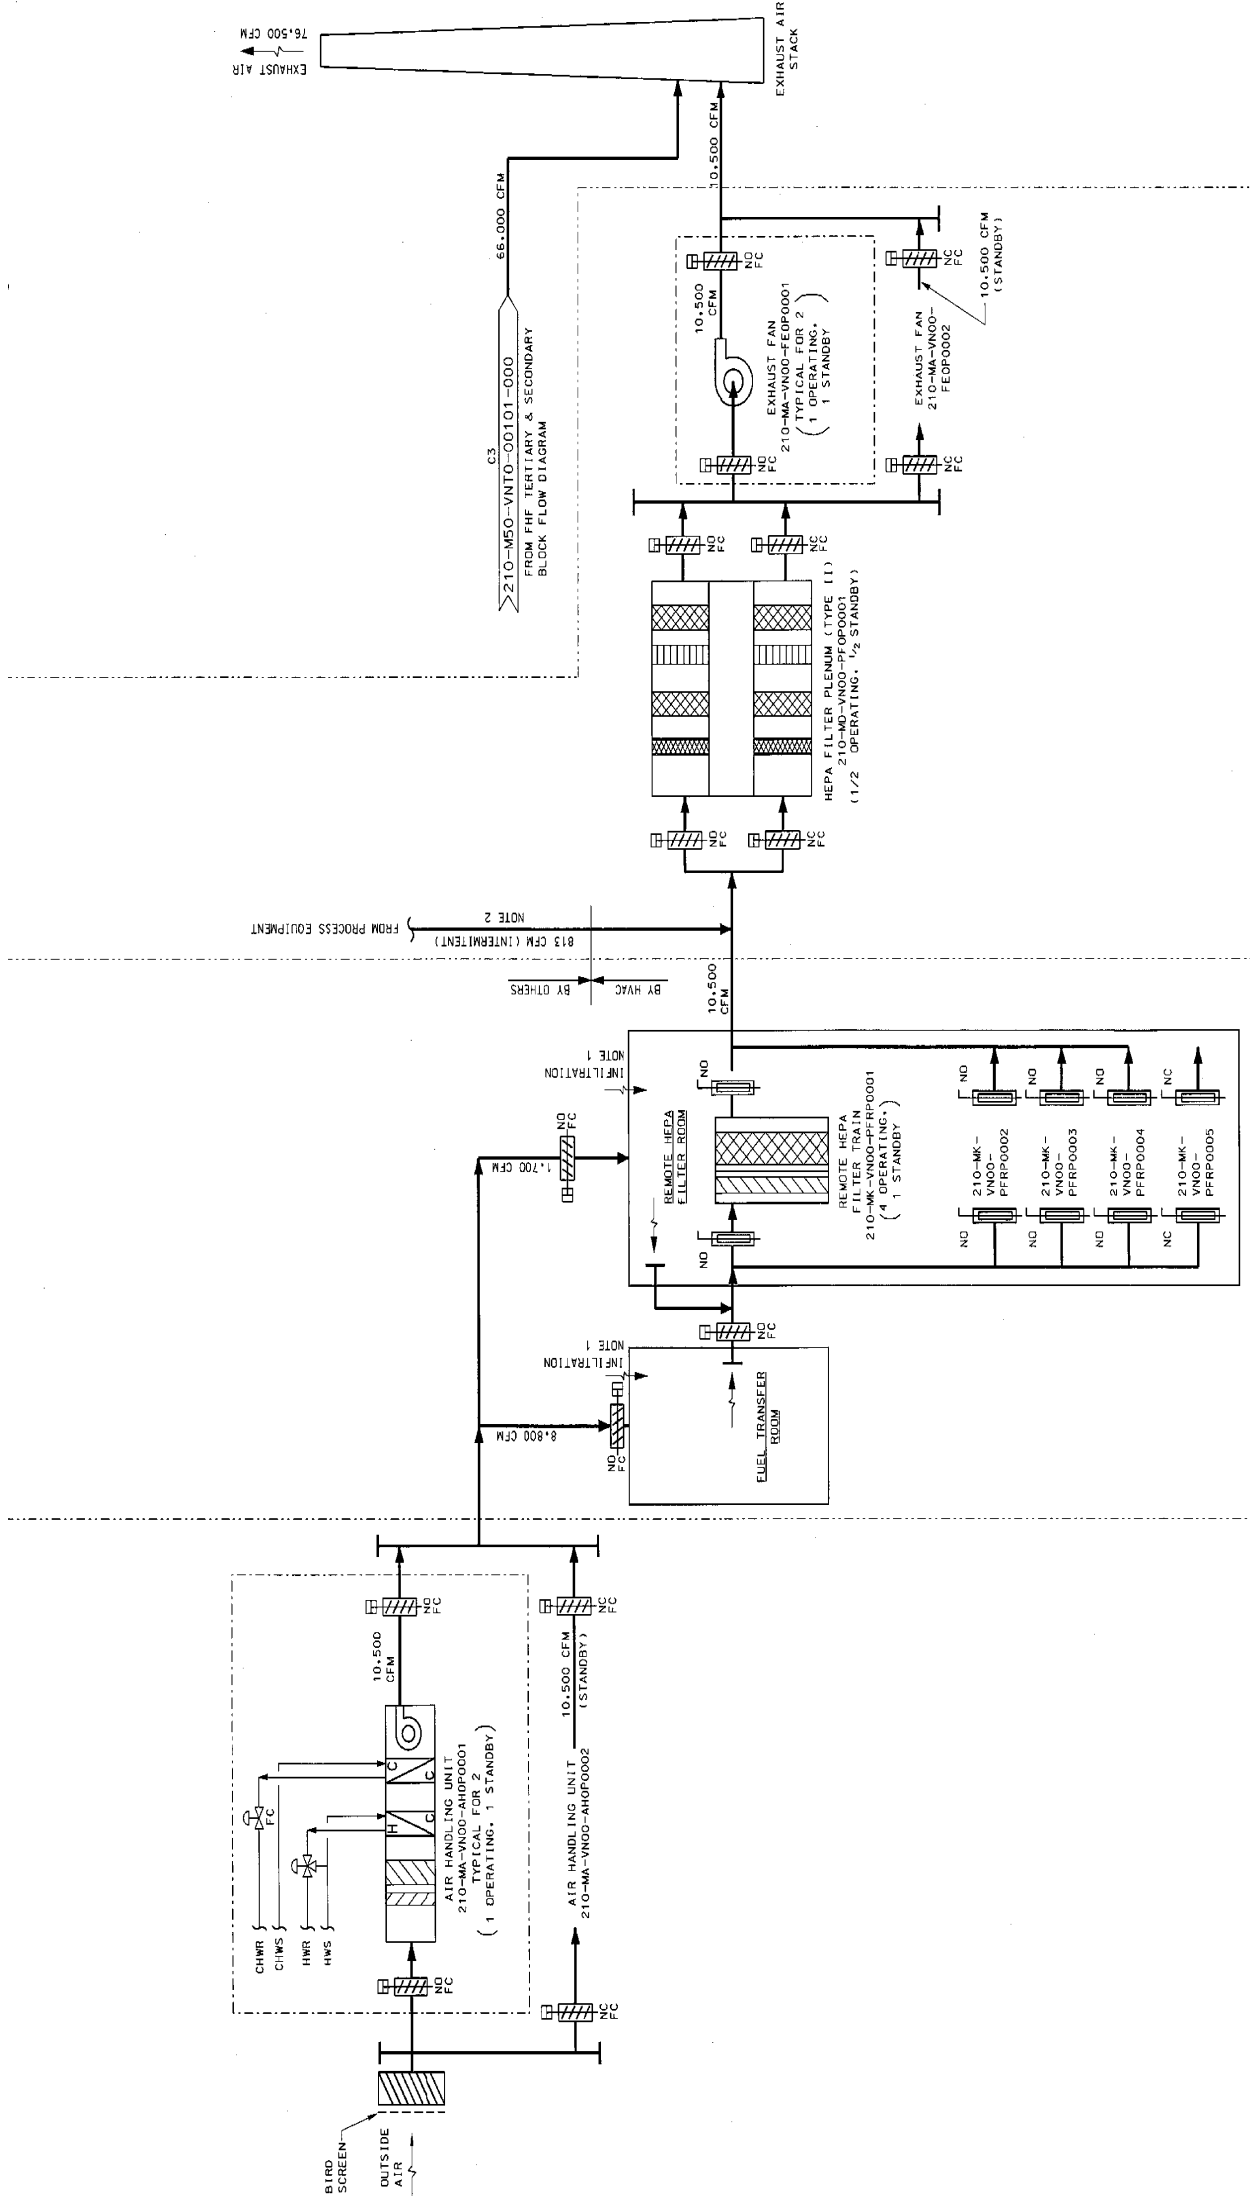 BIRD
SCREEN
OUTSIDE
AIR
CHWR
CHWS
HWR
HWS
FC
H
C
C
C
NO
FC
AIR HANDLING UNIT
210-MA-VN00-AH0P0001
TYPICAL FOR 2
(1 OPERATING. 1 STANDBY)
10.500
CFM
NO
FC
NC
FC
AIR HANDLING UNIT
210-MA-VN00-AH0P0002
10.500 CFM
(STANDBY)
NC
FC
8.800
CFM
NO
FC
1.700 CFM
NO
FC
INFILTRATION
NOTE 1
FUEL TRANSFER
ROOM
NO
FC
INFILTRATION
NOTE 1
REMOTE HEPA
FILTER ROOM
NO
NO
REMOTE HEPA
FILTER TRAIN
210-MK-VN00-PFRP0001
(4 OPERATING.
1 STANDBY)
NO
210-MK-
VN00-
PFRP0002
NO
NO
210-MK-
VN00-
PFRP0003
NO
NO
210-MK-
VN00-
PFRP0004
NO
NC
210-MK-
VN00-
PFRP0005
NC
10.500
CFM
BY OTHERS
BY HVAC
FROM PROCESS EQUIPMENT
813 CFM (INTERMITENT)
NOTE 2
NO
FC
NC
FC
HEPA FILTER PLENUM (TYPE II)
210-MD-VN00-PF0P0001
(1/2 OPERATING. 1/2 STANDBY)
NO
FC
NC
FC
NO
FC
10.500
CFM
NO
FC
EXHAUST FAN
210-MA-VN00-FE0P0001
TYPICAL FOR 2
(1 OPERATING.
1 STANDBY)
NC
FC
EXHAUST FAN
210-MA-VN00-
FE0P0002
NC
FC
10.500 CFM
(STANDBY)
C3
210-M50-VNT0-00101-000
FROM FHF TERTIARY & SECONDARY
BLOCK FLOW DIAGRAM
66.000 CFM
10.500 CFM
EXHAUST AIR
STACK
EXHAUST AIR
76.500 CFM